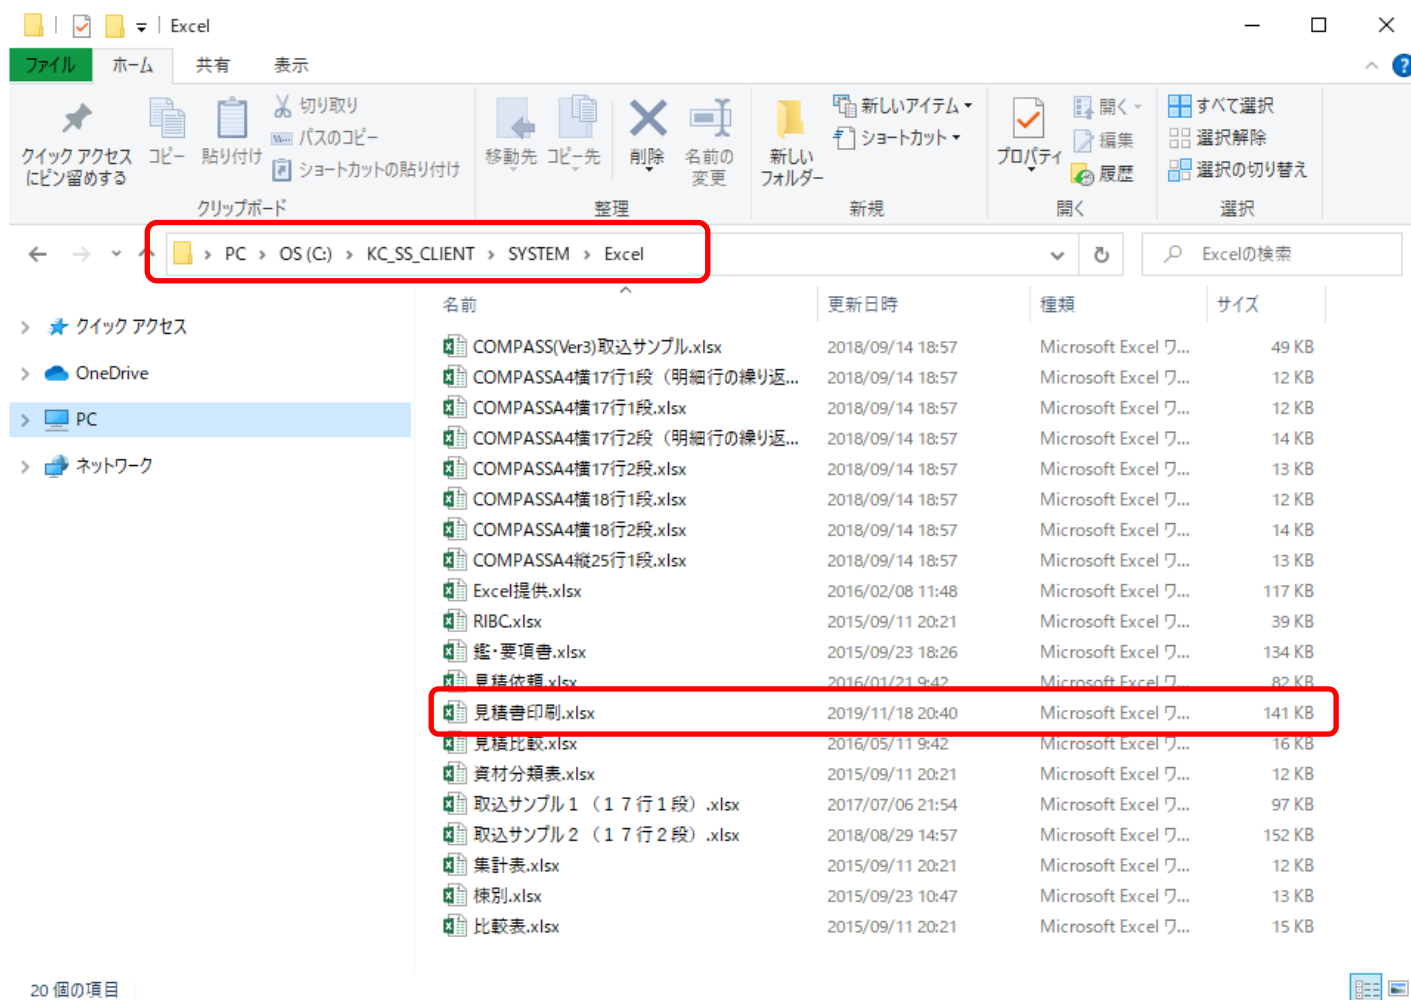 Excel
ファイル ホーム 共有 表示
クイック アクセス
にピン留めする
コピー
貼り付け
切り取り
パスのコピー
ショートカットの貼り付け
クリップボード
移動先
コピー先
削除
名前の
変更
整理
新しい
フォルダー
新しいアイテム
ショートカット
新規
プロパティ
開く
編集
履歴
開く
すべて選択
選択解除
選択の切り替え
選択
PC > OS (C:) > KC_SS_CLIENT > SYSTEM > Excel
Excelの検索
クイック アクセス
OneDrive
PC
ネットワーク
名前 更新日時 種類 サイズ
COMPASS(Ver3)取込サンプル.xlsx 2018/09/14 18:57 Microsoft Excel ワ... 49 KB
COMPASSA4横17行1段（明細行の繰り返... 2018/09/14 18:57 Microsoft Excel ワ... 12 KB
COMPASSA4横17行1段.xlsx 2018/09/14 18:57 Microsoft Excel ワ... 12 KB
COMPASSA4横17行2段（明細行の繰り返... 2018/09/14 18:57 Microsoft Excel ワ... 14 KB
COMPASSA4横17行2段.xlsx 2018/09/14 18:57 Microsoft Excel ワ... 13 KB
COMPASSA4横18行1段.xlsx 2018/09/14 18:57 Microsoft Excel ワ... 12 KB
COMPASSA4横18行2段.xlsx 2018/09/14 18:57 Microsoft Excel ワ... 14 KB
COMPASSA4縦25行1段.xlsx 2018/09/14 18:57 Microsoft Excel ワ... 13 KB
Excel提供.xlsx 2016/02/08 11:48 Microsoft Excel ワ... 117 KB
RIBC.xlsx 2015/09/11 20:21 Microsoft Excel ワ... 39 KB
鑑・要項書.xlsx 2015/09/23 18:26 Microsoft Excel ワ... 134 KB
見積依頼.xlsx 2016/01/21 9:42 Microsoft Excel ワ... 82 KB
見積書印刷.xlsx 2019/11/18 20:40 Microsoft Excel ワ... 141 KB
見積比較.xlsx 2016/05/11 9:42 Microsoft Excel ワ... 16 KB
資材分類表.xlsx 2015/09/11 20:21 Microsoft Excel ワ... 12 KB
取込サンプル１（１７行１段）.xlsx 2017/07/06 21:54 Microsoft Excel ワ... 97 KB
取込サンプル２（１７行２段）.xlsx 2018/08/29 14:57 Microsoft Excel ワ... 152 KB
集計表.xlsx 2015/09/11 20:21 Microsoft Excel ワ... 12 KB
棟別.xlsx 2015/09/23 10:47 Microsoft Excel ワ... 13 KB
比較表.xlsx 2015/09/11 20:21 Microsoft Excel ワ... 15 KB
20 個の項目